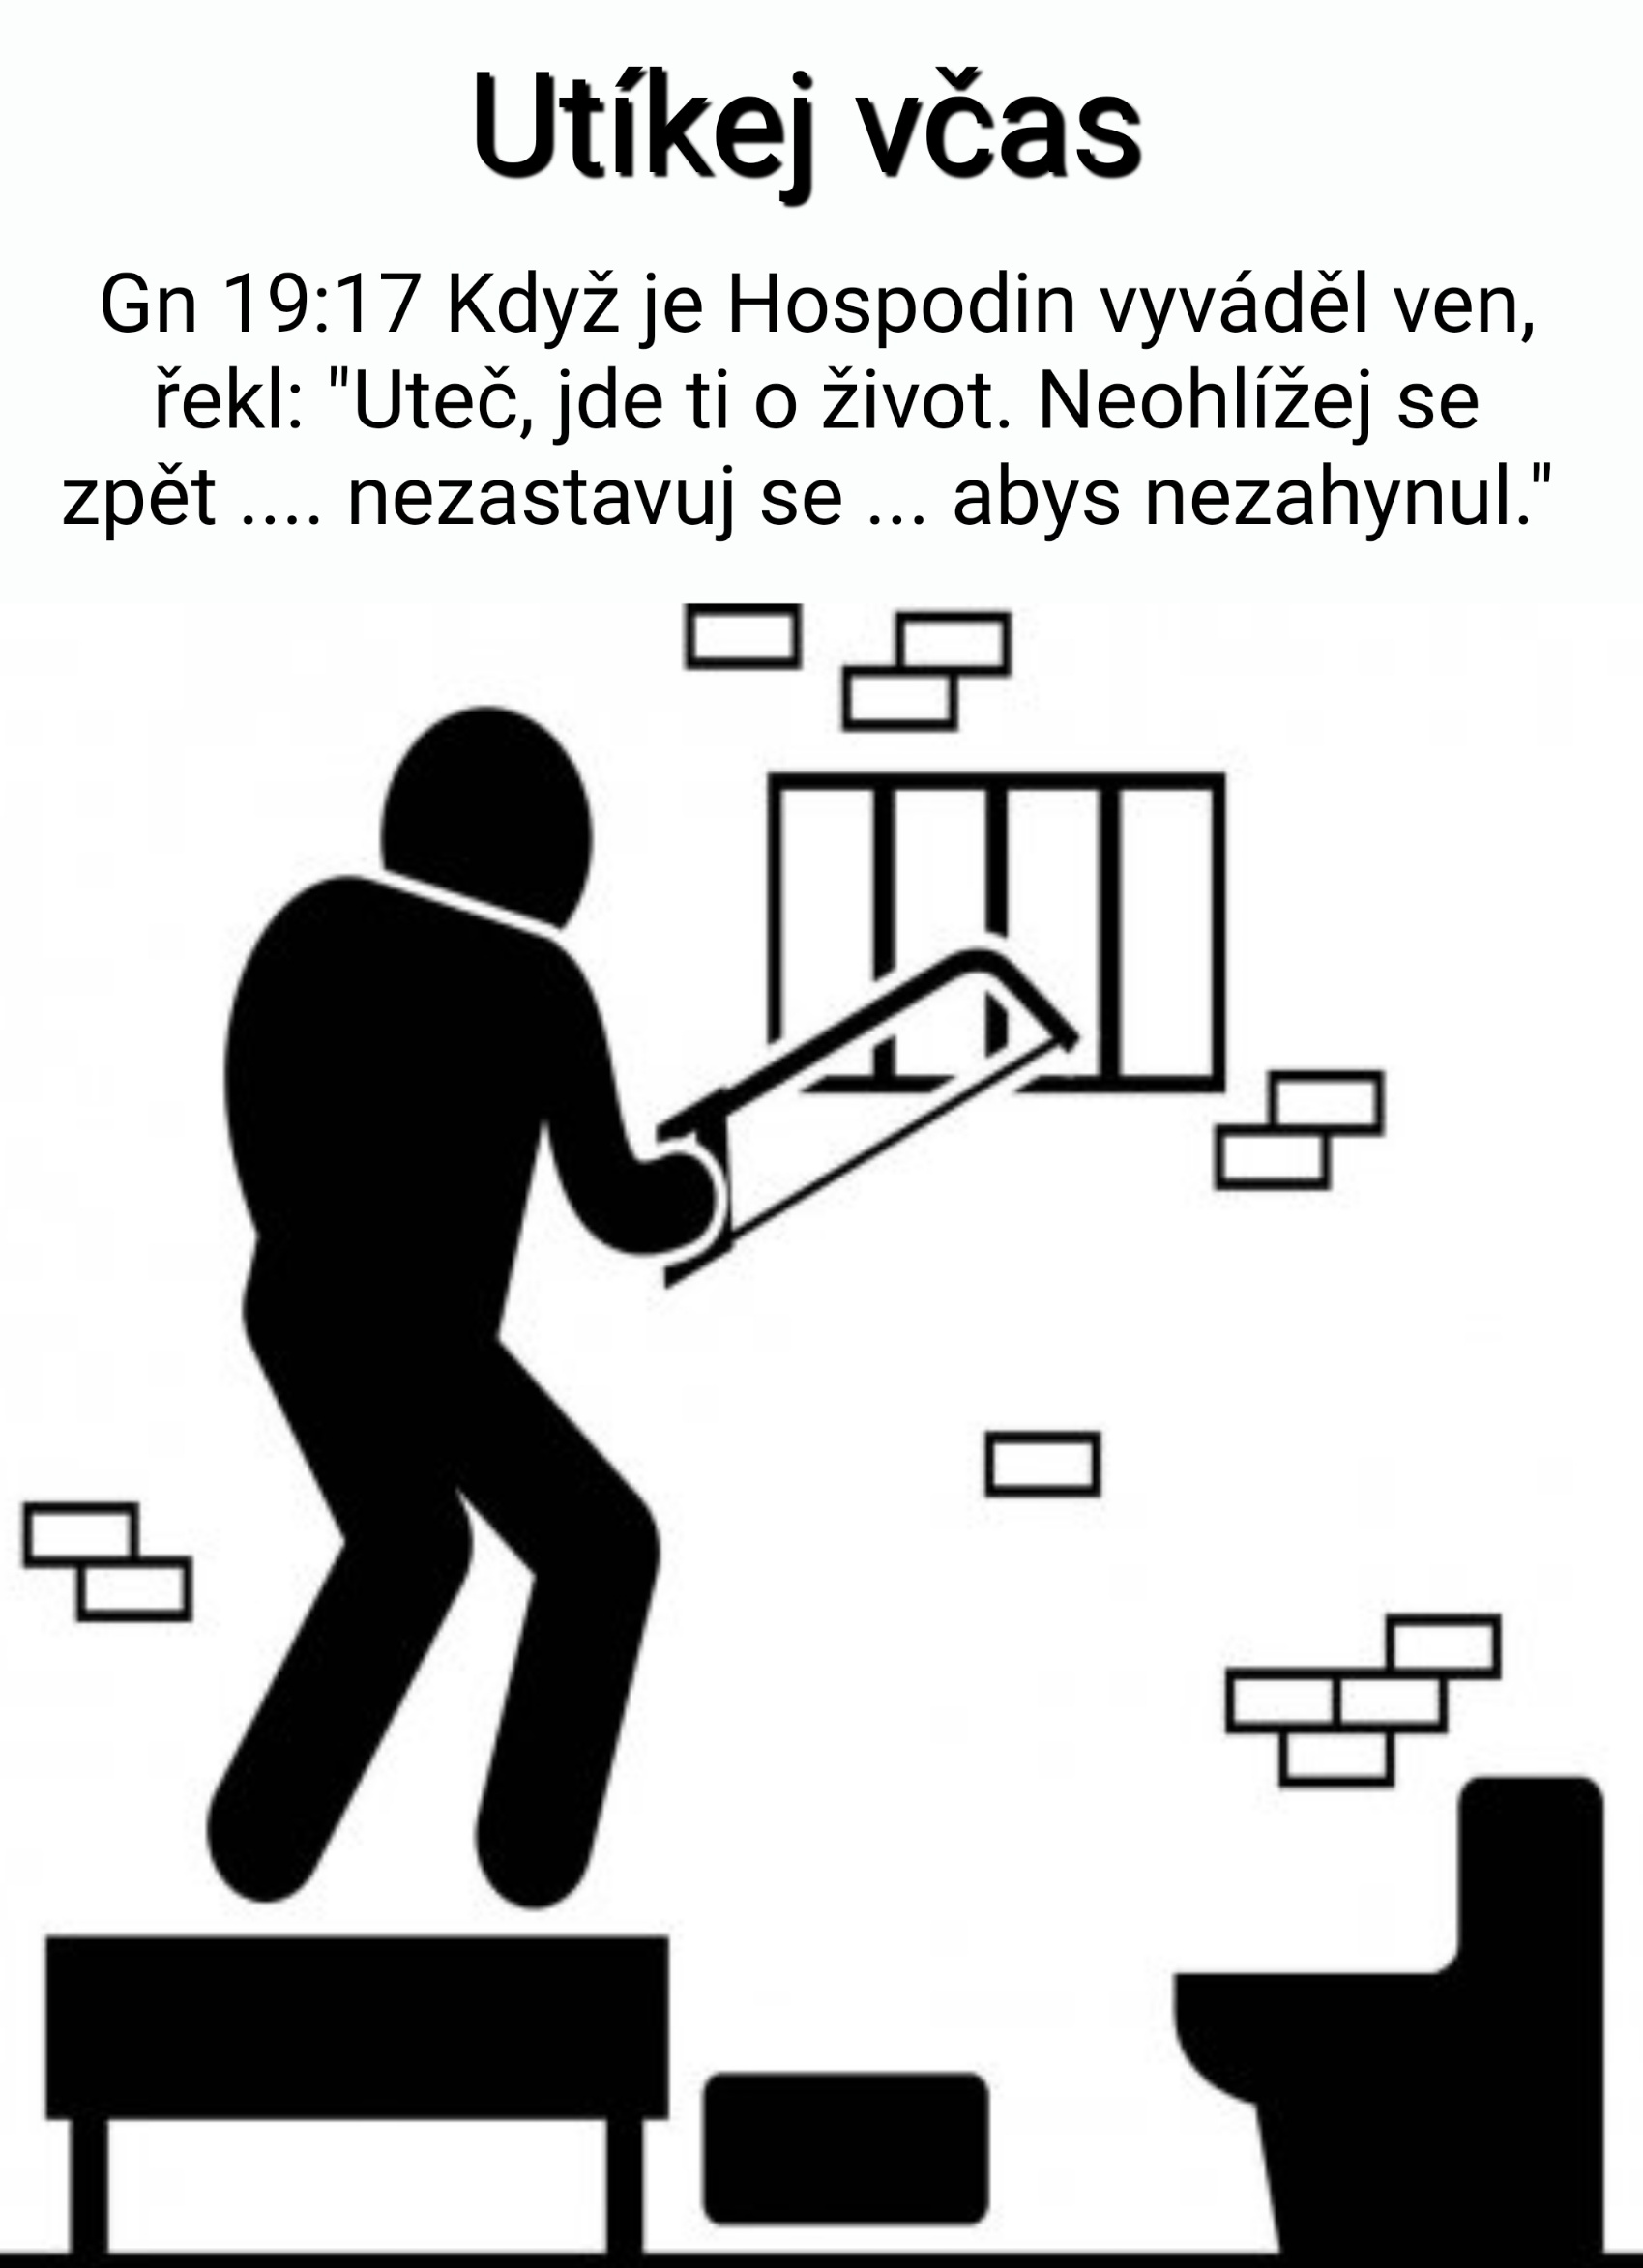 Utíkej včas
Gn 19:17 Když je Hospodin vyváděl ven,
řekl: "Uteč, jde ti o život. Neohlížej se
zpět .... nezastavuj se ... abys nezahynul."